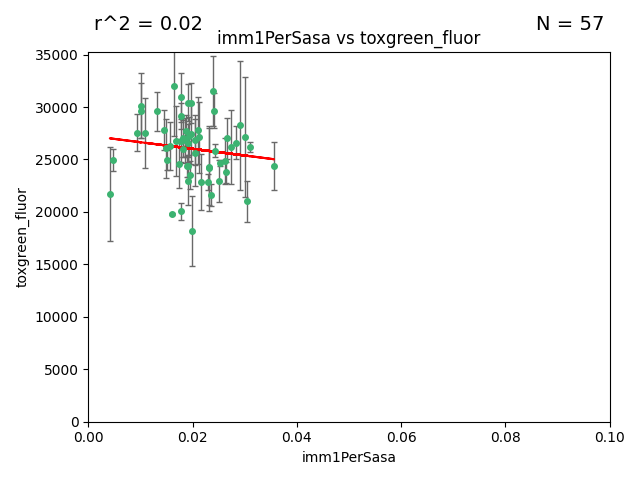 r^2 = 0.02
N = 57
imm1PerSasa vs toxgreen_fluor
35000
30000
25000
20000
15000
10000
5000
0
toxgreen_fluor
0.00 0.02 0.04 0.06 0.08 0.10
imm1PerSasa